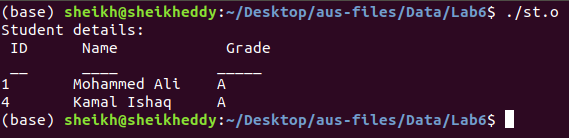 (base) sheikh@sheikheddy:~/Desktop/aus-files/Data/Lab6$ ./st.o
Student details:
ID Name Grade
__ ____ _____
1 Mohammed Ali A
4 Kamal Ishaq A
(base) sheikh@sheikheddy:~/Desktop/aus-files/Data/Lab6$